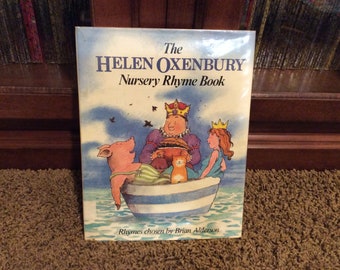 The
HELEN OXENBURY
Nursery Rhyme Book
Rhymes chosen by Brian Alderson